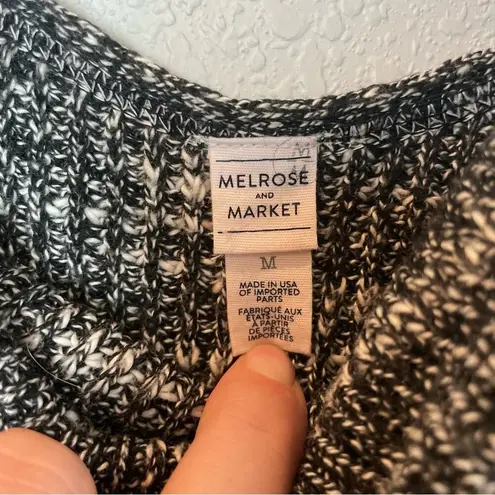 M
MELROSE
AND
MARKET
M
MADE IN USA
OF IMPORTED
PARTS
FABRIQUÉ AUX
ÉTATS-UNIS
À PARTIR
DE PIÈCES
IMPORTÉES